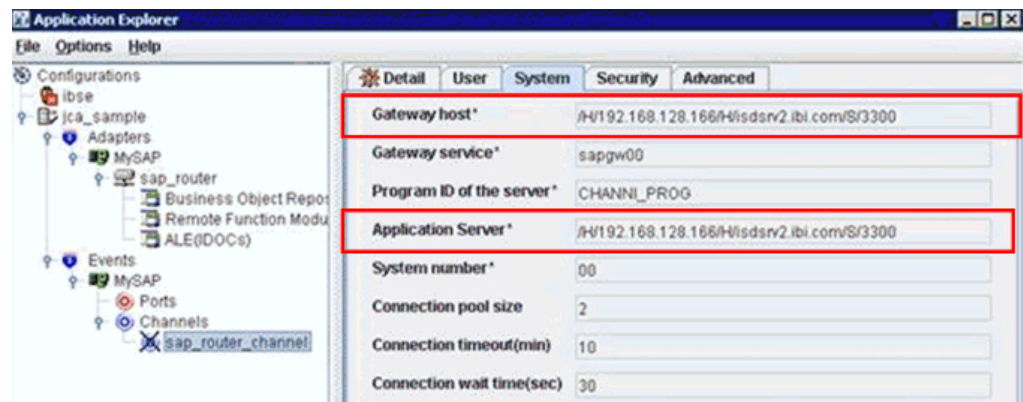 Application Explorer
File Options Help
Configurations
ibse
jca_sample
Adapters
MySAP
sap_router
Business Object Repos
Remote Function Modu
ALE(IDOCs)
Events
MySAP
Ports
Channels
sap_router_channel
Detail User System Security Advanced
Gateway host* /H/192.168.128.166/H/isdsrv2.ibi.com/S/3300
Gateway service* sapgw00
Program ID of the server* CHANNI_PROG
Application Server* /H/192.168.128.166/H/isdsrv2.ibi.com/S/3300
System number* 00
Connection pool size 2
Connection timeout(min) 10
Connection wait time(sec) 30